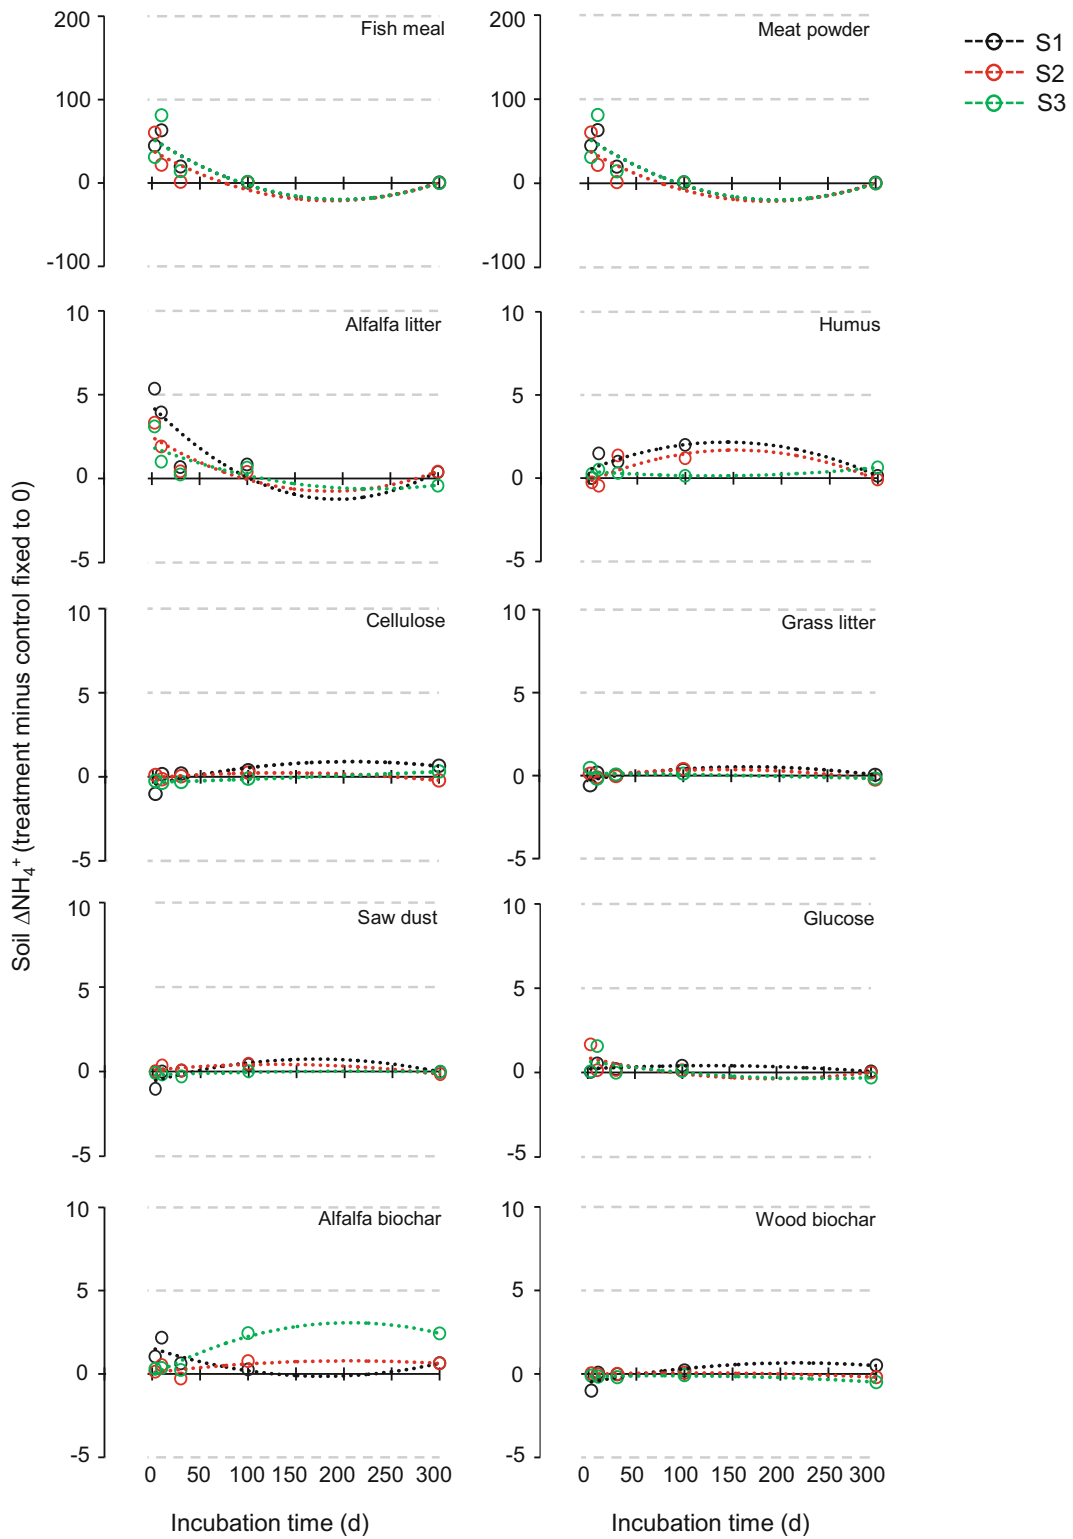 S1
S2
S3
Soil ΔNH₄⁺ (treatment minus control fixed to 0)
Fish meal
200
100
0
-100
Meat powder
200
100
0
-100
Alfalfa litter
10
5
0
-5
Humus
10
5
0
-5
Cellulose
10
5
0
-5
Grass litter
10
5
0
-5
Saw dust
10
5
0
-5
Glucose
10
5
0
-5
Alfalfa biochar
10
5
0
-5
Wood biochar
10
5
0
-5
0 50 100 150 200 250 300
0 50 100 150 200 250 300
Incubation time (d)
Incubation time (d)